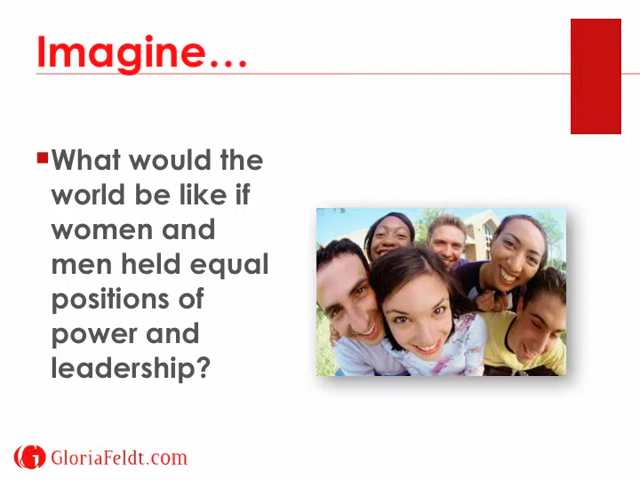 Imagine…
What would the
world be like if
women and
men held equal
positions of
power and
leadership?
GloriaFeldt.com